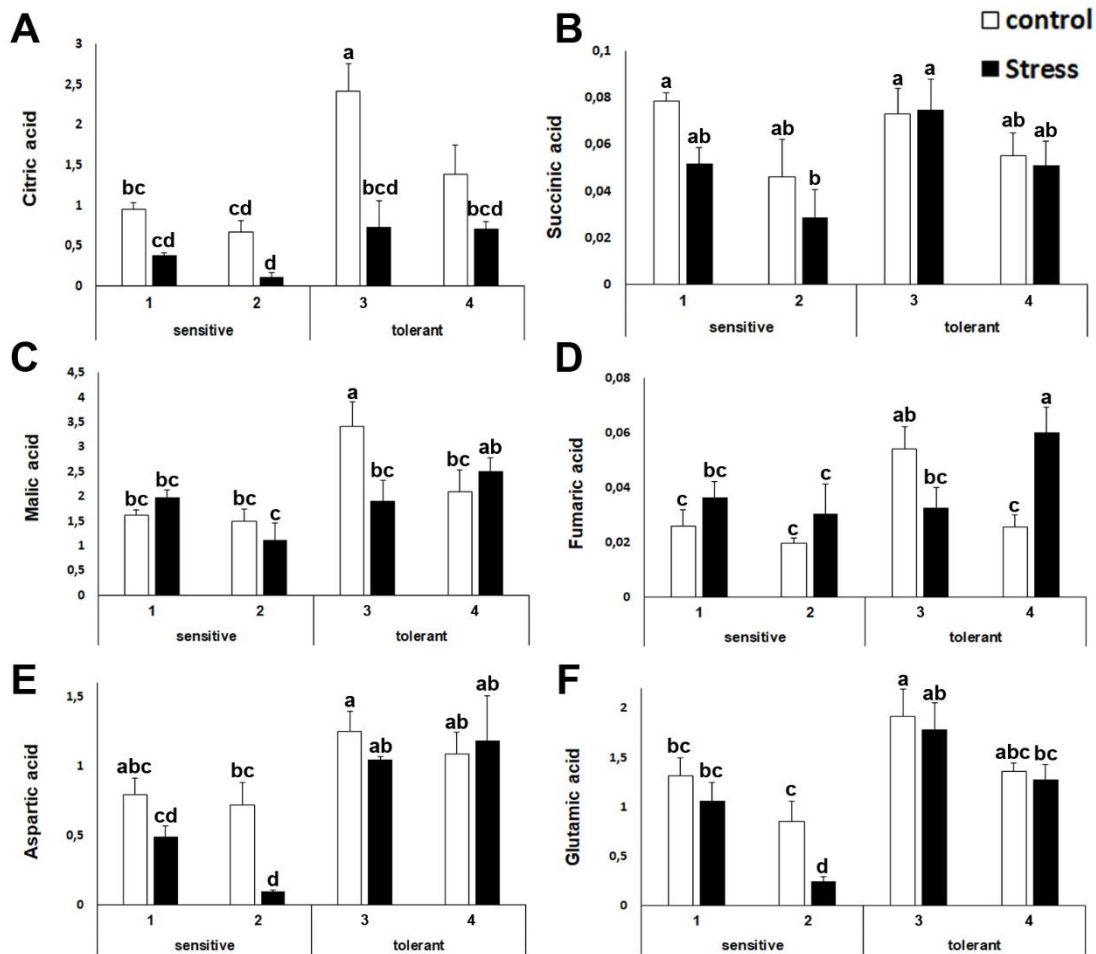 A
Citric acid
3
2,5
2
1,5
1
0,5
0
bc
cd
cd
d
a
bcd
bcd
1 2 3 4
sensitive tolerant
B
control
Stress
Succinic acid
0,1
0,08
0,06
0,04
0,02
0
a
ab
ab
b
a
a
ab
ab
1 2 3 4
sensitive tolerant
C
Malic acid
4,5
4
3,5
3
2,5
2
1,5
1
0,5
0
bc
bc
bc
c
a
bc
bc
ab
1 2 3 4
sensitive tolerant
D
Fumaric acid
0,08
0,06
0,04
0,02
0
c
bc
c
c
ab
bc
c
a
1 2 3 4
sensitive tolerant
E
Aspartic acid
1,5
1
0,5
0
abc
cd
bc
d
a
ab
ab
ab
1 2 3 4
sensitive tolerant
F
Glutamic acid
2
1,5
1
0,5
0
bc
bc
c
d
a
ab
abc
bc
1 2 3 4
sensitive tolerant